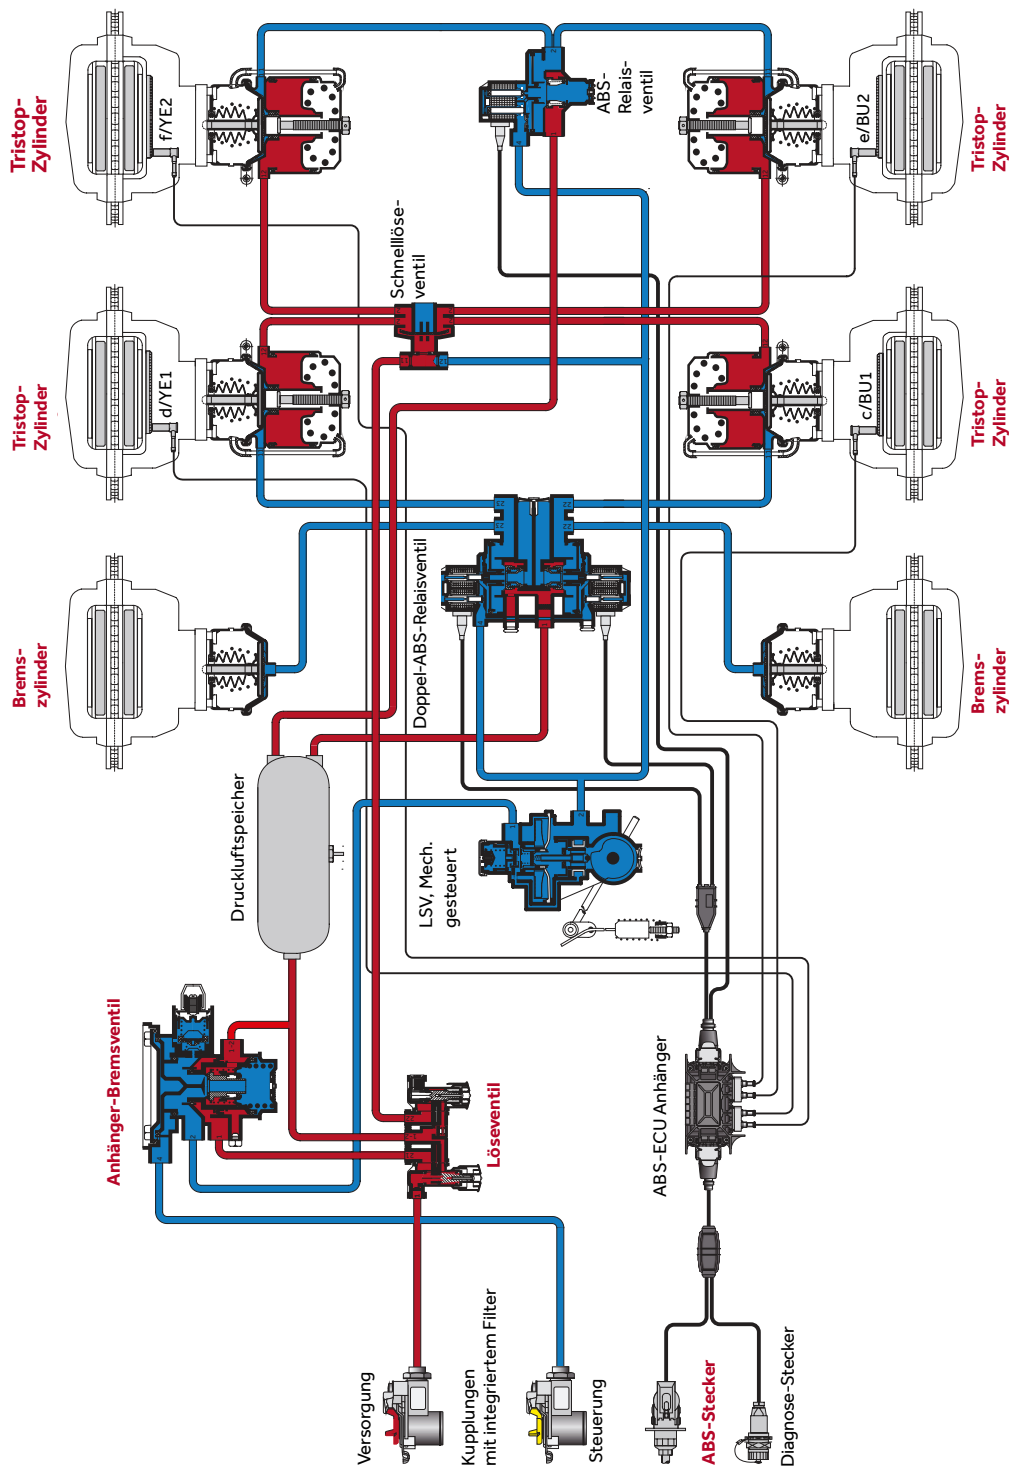 Brems-
zylinder
Tristop-
Zylinder
Tristop-
Zylinder
Anhänger-Bremsventil
d/YE1
f/YE2
Druckluftspeicher
Versorgung
Schnelllöse-
ventil
Doppel-ABS-Relaisventil
LSV, Mech.
gesteuert
Kupplungen
mit integriertem Filter
Löseventil
Steuerung
ABS-
Relais-
ventil
ABS-ECU Anhänger
ABS-Stecker
Diagnose-Stecker
c/BU1
e/BU2
Brems-
zylinder
Tristop-
Zylinder
Tristop-
Zylinder